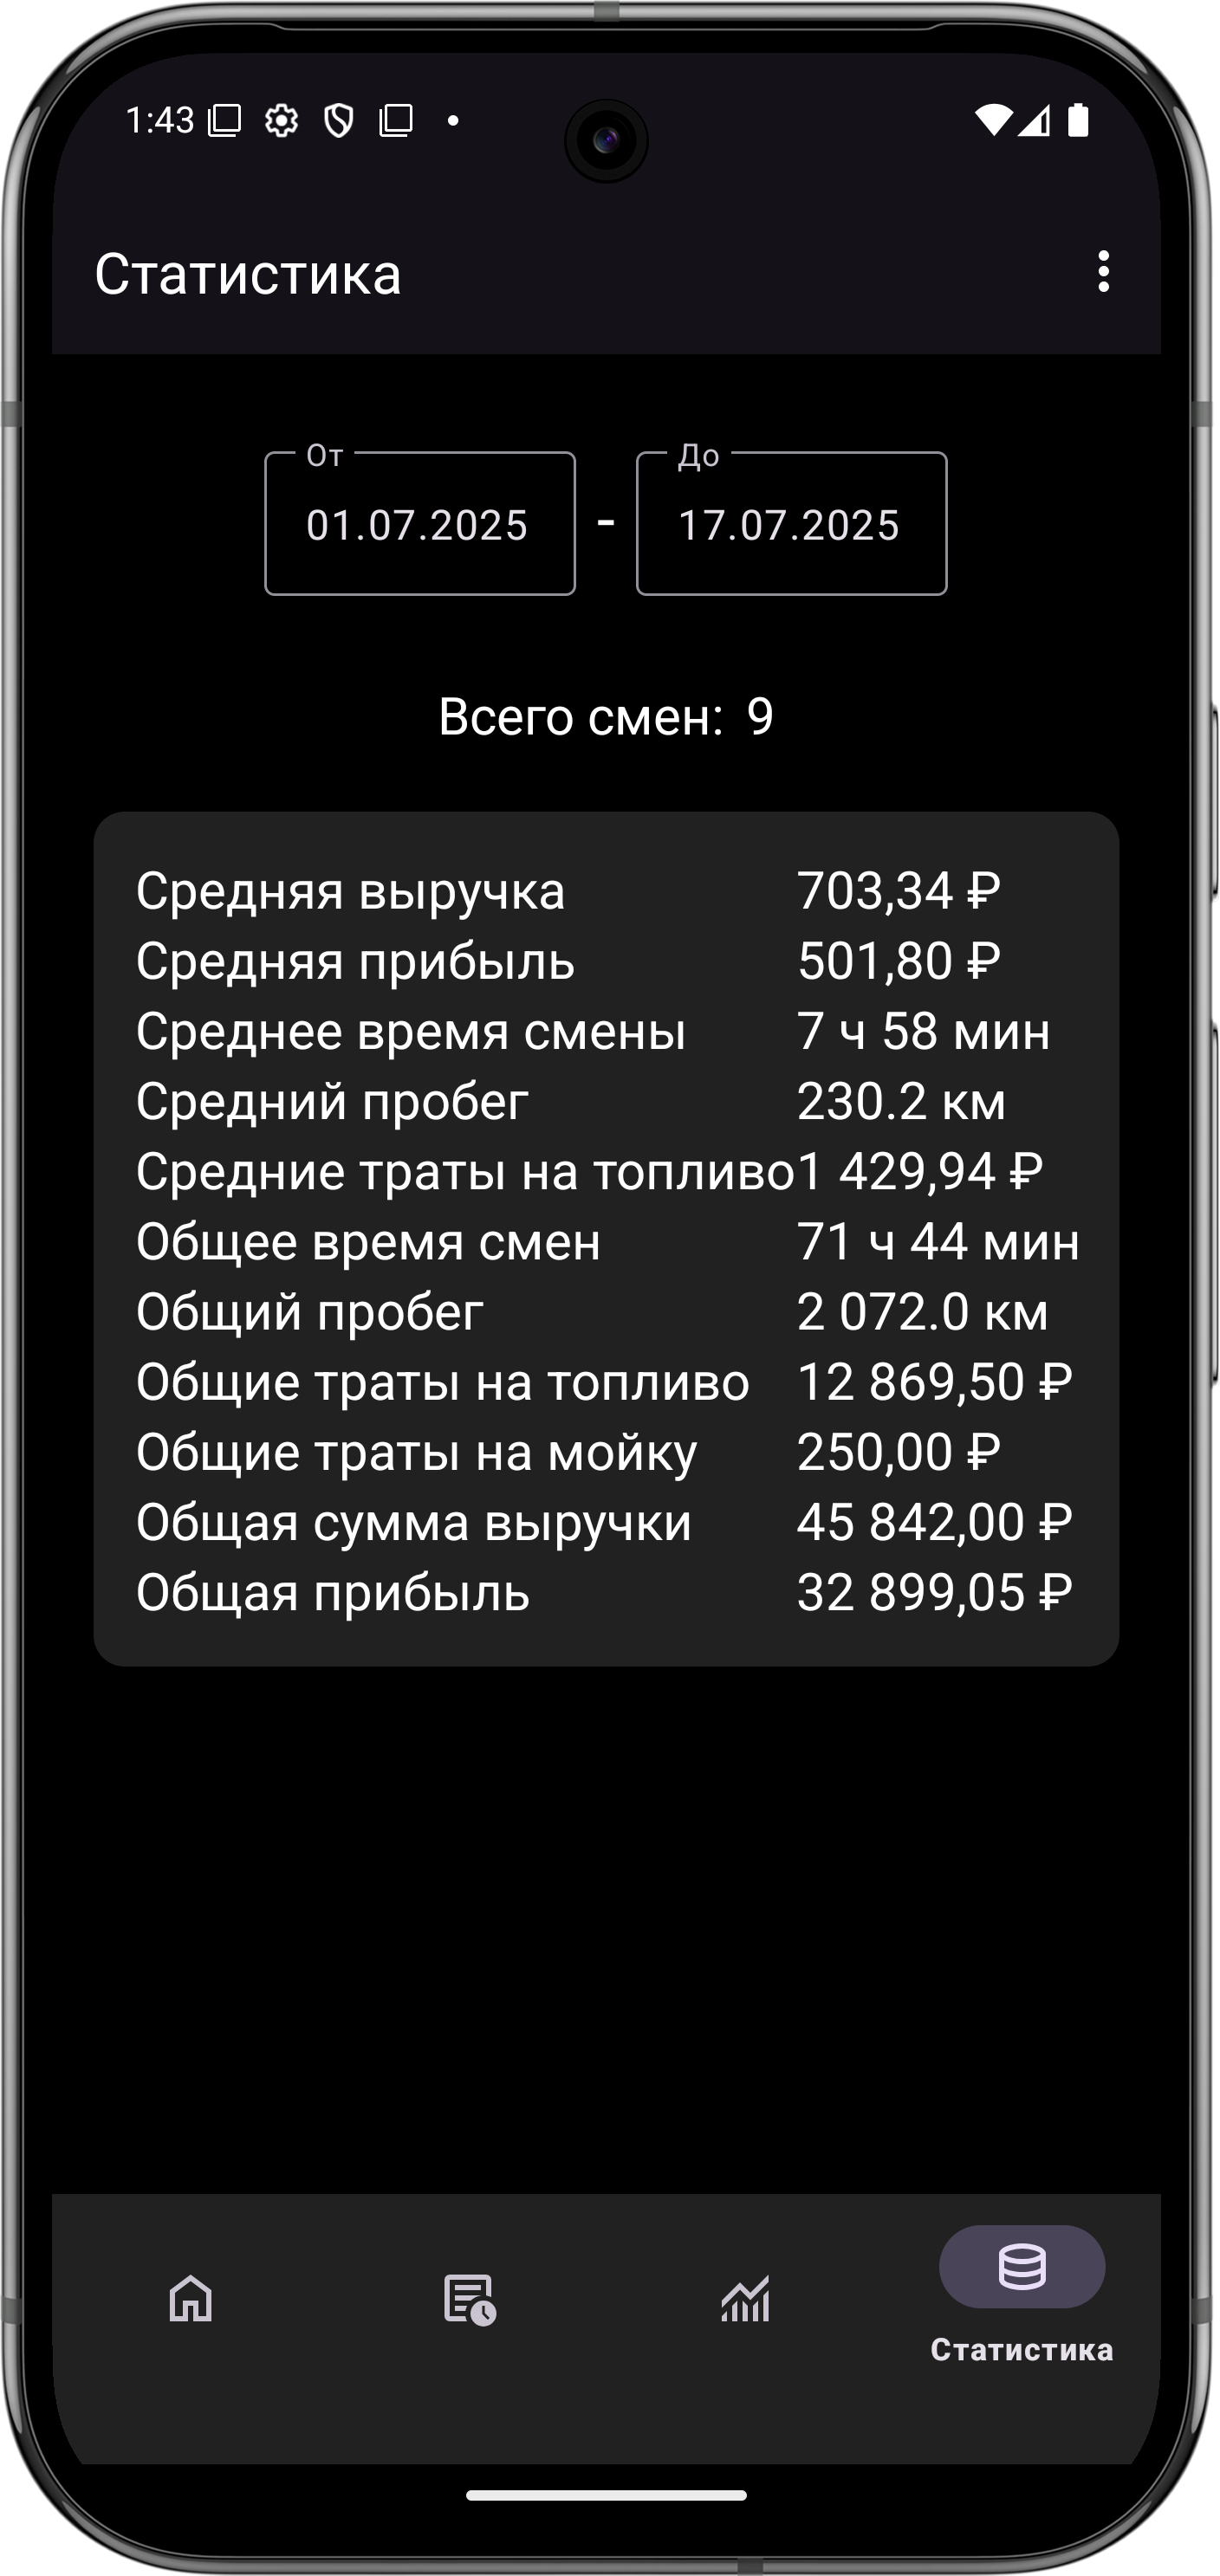 1:43
Статистика
От
До
01.07.2025 - 17.07.2025
Всего смен: 9
Средняя выручка 703,34 ₽
Средняя прибыль 501,80 ₽
Среднее время смены 7 ч 58 мин
Средний пробег 230.2 км
Средние траты на топливо 1 429,94 ₽
Общее время смен 71 ч 44 мин
Общий пробег 2 072.0 км
Общие траты на топливо 12 869,50 ₽
Общие траты на мойку 250,00 ₽
Общая сумма выручки 45 842,00 ₽
Общая прибыль 32 899,05 ₽
Статистика